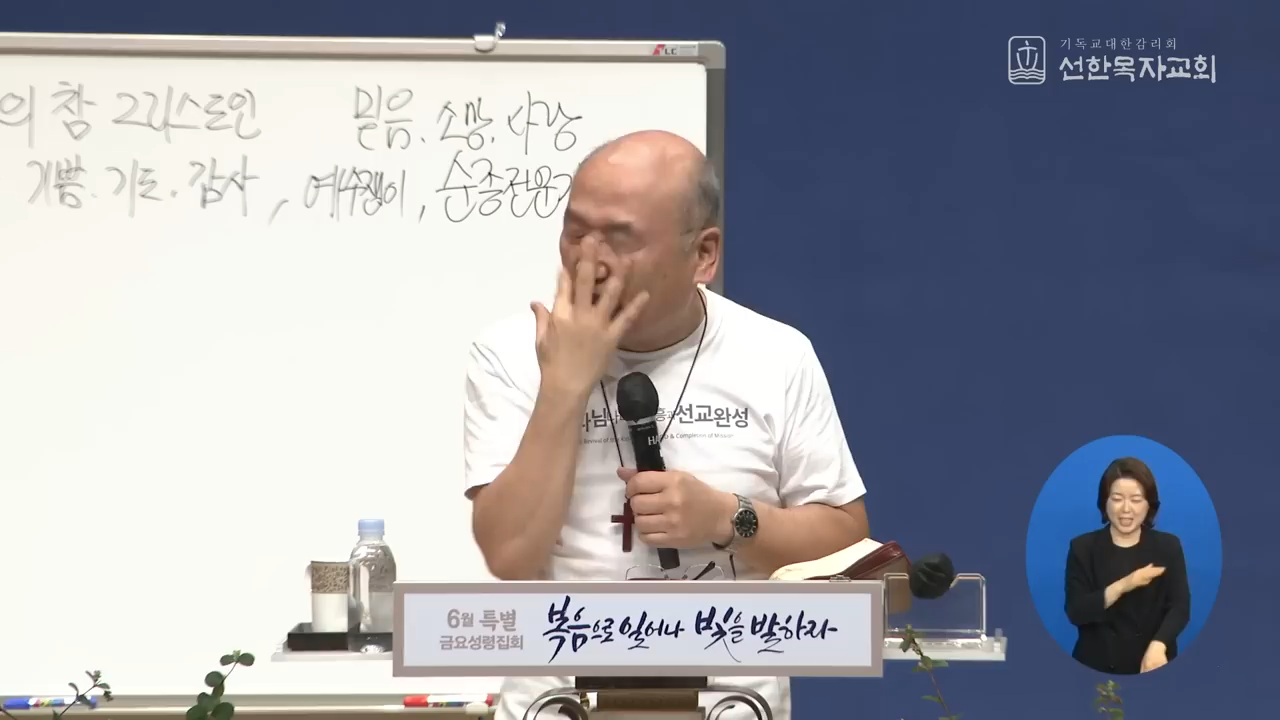 기독교대한감리회
선한목자교회
의 참 그리스도인 믿음. 소망. 사랑
기쁨. 기도. 감사, 예수쟁이, 순종전문
선교완성
& Completion of Mission
6월 특별
금요성령집회
복음으로 일어나 빛을 발하라